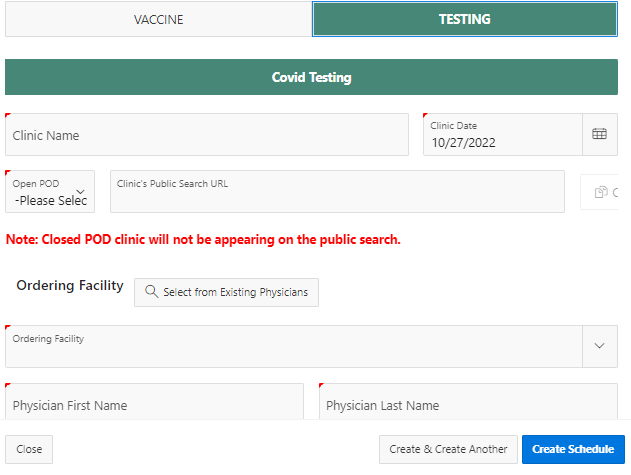 VACCINE
TESTING
Covid Testing
Clinic Name
Clinic Date
10/27/2022
Open POD
-Please Selec
Clinic's Public Search URL
Note: Closed POD clinic will not be appearing on the public search.
Ordering Facility
Select from Existing Physicians
Ordering Facility
Physician First Name
Physician Last Name
Close
Create & Create Another
Create Schedule